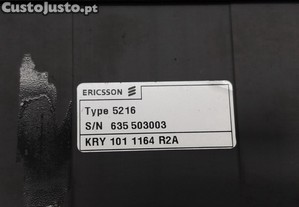 CustoJusto.pt
ERICSSON
Type 5216
S/N 635 503003
KRY 101 1164 R2A